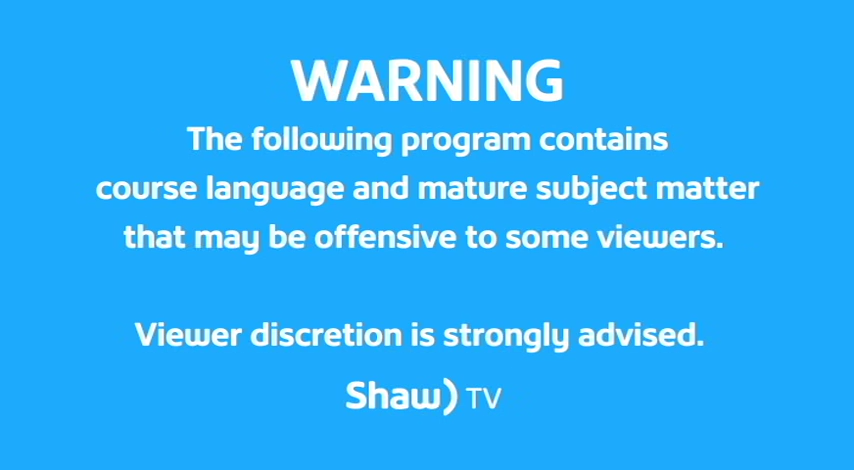 WARNING
The following program contains
course language and mature subject matter
that may be offensive to some viewers.
Viewer discretion is strongly advised.
Shaw) TV